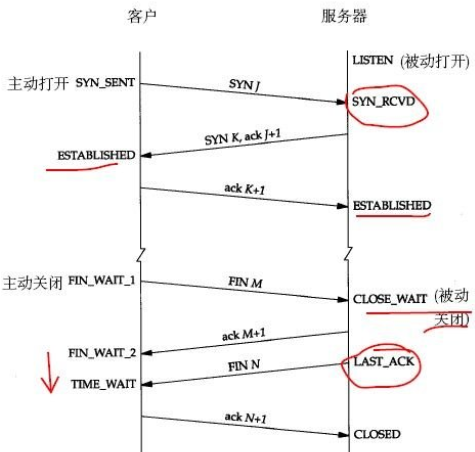 客户 服务器
LISTEN (被动打开)
主动打开 SYN_SENT
SYN J
SYN_RCVD
SYN K, ack J+1
ESTABLISHED
ack K+1
ESTABLISHED
主动关闭 FIN_WAIT_1
FIN M
CLOSE_WAIT (被动
关闭)
ack M+1
FIN_WAIT_2
FIN N
LAST_ACK
TIME_WAIT
ack N+1
CLOSED